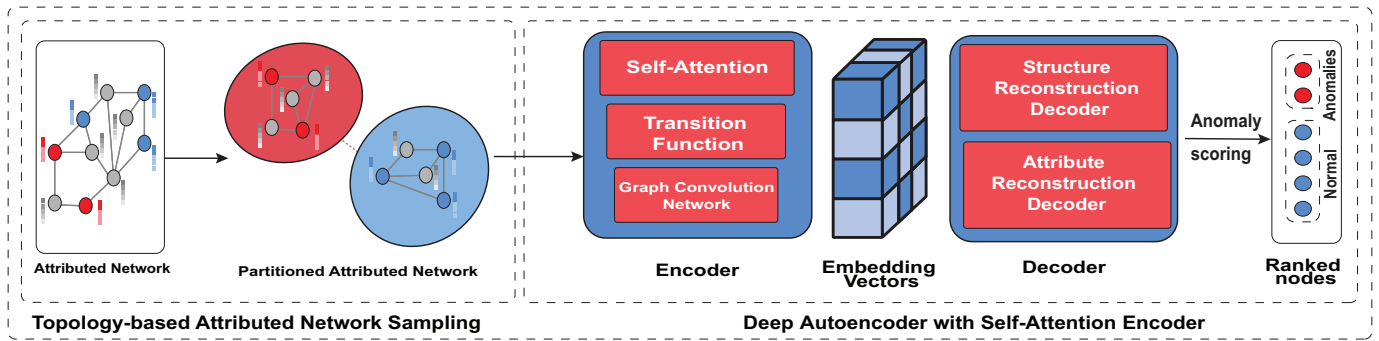 Attributed Network
Partitioned Attributed Network
Topology-based Attributed Network Sampling
Self-Attention
Transition
Function
Graph Convolution
Network
Encoder
Embedding
Vectors
Structure
Reconstruction
Decoder
Attribute
Reconstruction
Decoder
Decoder
Anomaly
scoring
Anomalies
Normal
Ranked
nodes
Deep Autoencoder with Self-Attention Encoder